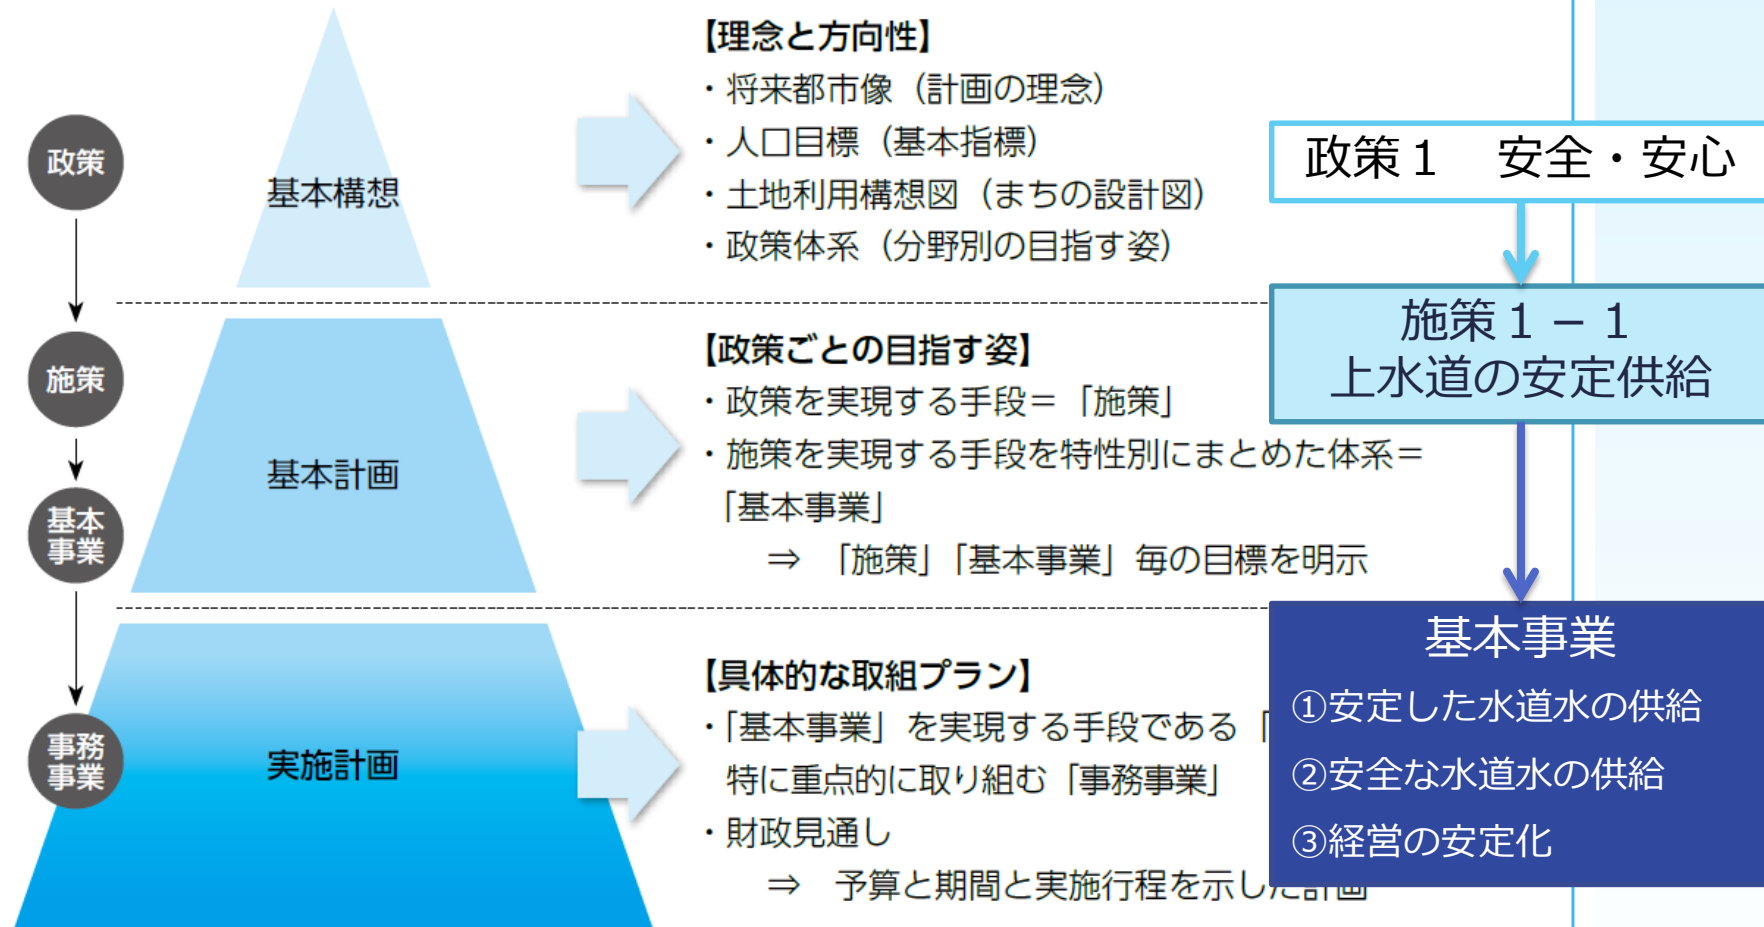 政策
施策
基本
事業
事務
事業
基本構想
基本計画
実施計画
【理念と方向性】
・将来都市像（計画の理念）
・人口目標（基本指標）
・土地利用構想図（まちの設計図）
・政策体系（分野別の目指す姿）
【政策ごとの目指す姿】
・政策を実現する手段＝「施策」
・施策を実現する手段を特性別にまとめた体系＝
「基本事業」
⇒ 「施策」「基本事業」毎の目標を明示
【具体的な取組プラン】
・「基本事業」を実現する手段である「
特に重点的に取り組む「事務事業」
・財政見通し
⇒ 予算と期間と実施行程を示した計画
政策１　安全・安心
施策１－１
上水道の安定供給
基本事業
①安定した水道水の供給
②安全な水道水の供給
③経営の安定化